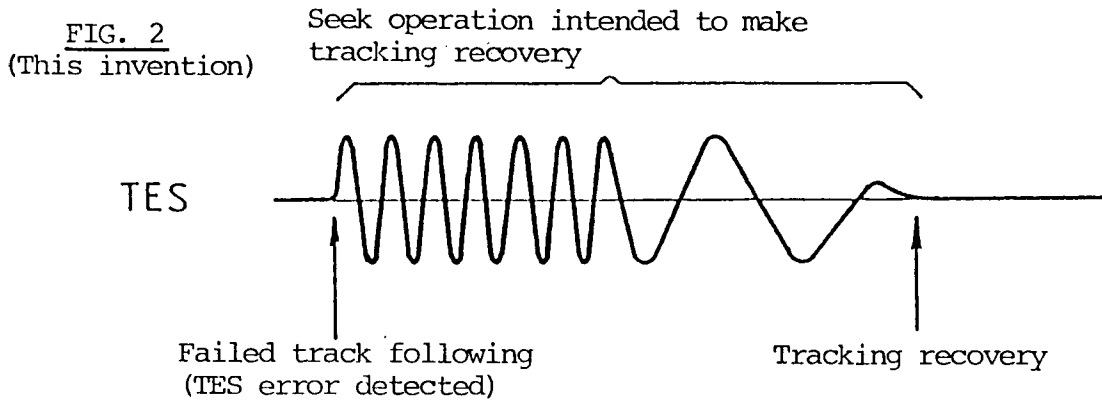 FIG. 2
(This invention)
Seek operation intended to make
tracking recovery
TES
Failed track following
(TES error detected)
Tracking recovery